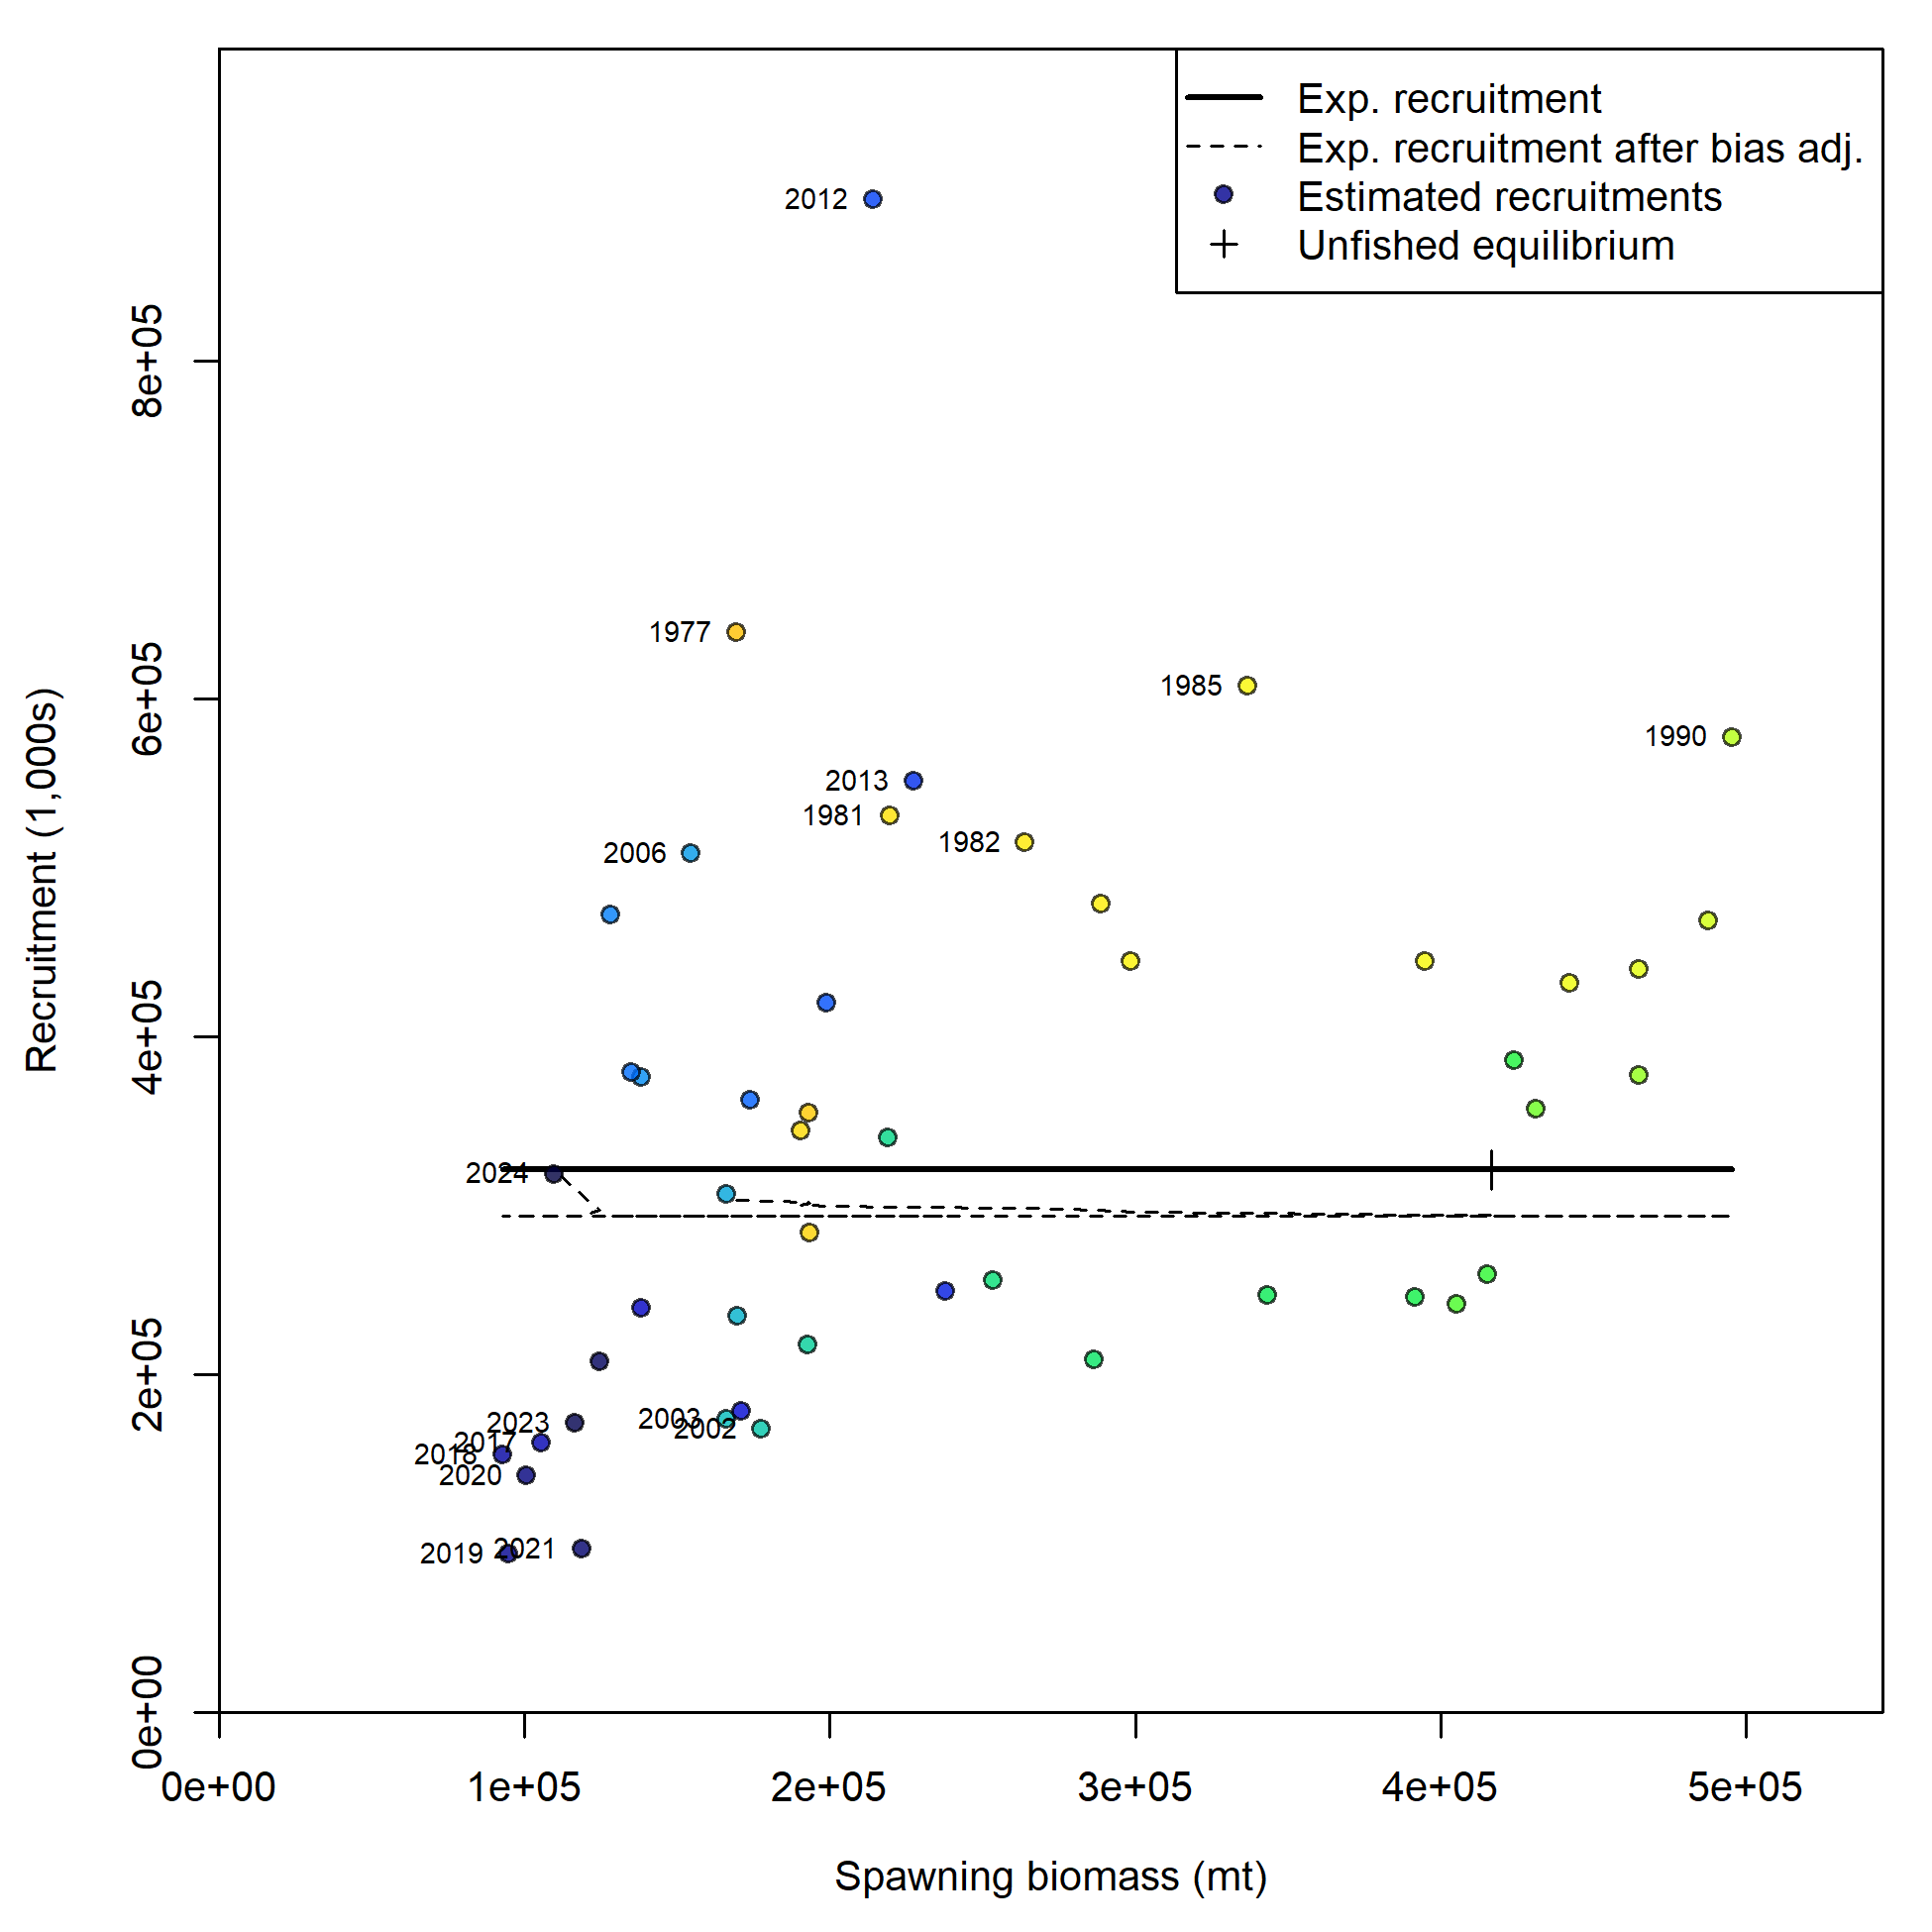 Exp. recruitment
Exp. recruitment after bias adj.
Estimated recruitments
Unfished equilibrium
2012
8e+05
1977
1985
6e+05
1990
2013
1981
1982
2006
Recruitment (1,000s)
4e+05
2024
2e+05
2003
2002
2023
2017
2018
2020
2019
2021
0e+00
0e+00
1e+05
2e+05
3e+05
4e+05
5e+05
Spawning biomass (mt)